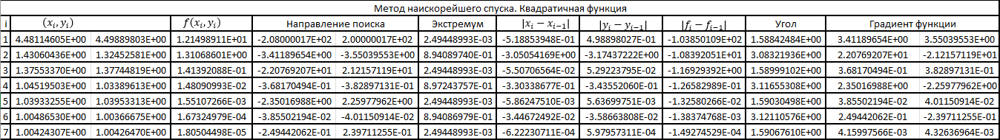 Метод наискорейшего спуска. Квадратичная функция
i (xᵢ, yᵢ) f(xᵢ, yᵢ) Направление поиска Экстремум |xᵢ − xᵢ₋₁| |yᵢ − yᵢ₋₁| |fᵢ − fᵢ₋₁| Угол Градиент функции
1 4.48114605E+00 4.49889803E+00 1.21498911E+01 -2.08000017E+02 2.00000017E+02 2.49448993E-03 -5.18853948E-01 4.98898027E-01 -1.03850109E+02 1.58842484E+00 3.41189654E+00 3.55039553E+00
2 1.43060436E+00 1.32452581E+00 1.31068601E+00 -3.41189654E+00 -3.55039553E+00 8.94089740E-01 -3.05054169E+00 -3.17437222E+00 -1.08392051E+01 3.08321936E+00 2.20769207E+01 -2.12157119E+01
3 1.37553370E+00 1.37744819E+00 1.41392088E-01 -2.20769207E+01 2.12157119E+01 2.49448993E-03 -5.50706564E-02 5.29223795E-02 -1.16929392E+00 1.58999102E+00 3.68170494E-01 3.82897131E-01
4 1.04519503E+00 1.03389613E+00 1.48090993E-02 -3.68170494E-01 -3.82897131E-01 8.97243757E-01 -3.30338677E-01 -3.43552060E-01 -1.26582989E-01 3.11655308E+00 2.35016988E+00 -2.25977962E+00
5 1.03933255E+00 1.03953313E+00 1.55107266E-03 -2.35016988E+00 2.25977962E+00 2.49448993E-03 -5.86247510E-03 5.63699751E-03 -1.32580266E-02 1.59030498E+00 3.85502194E-02 4.01150914E-02
6 1.00486530E+00 1.00366675E+00 1.67324979E-04 -3.85502194E-02 -4.01150914E-02 8.94086979E-01 -3.44672492E-02 -3.58663808E-02 -1.38374768E-03 3.12110576E+00 2.49442061E-01 -2.39711255E-01
7 1.00424307E+00 1.00426470E+00 1.80504498E-05 -2.49442061E-01 2.39711255E-01 2.49448993E-03 -6.22230711E-04 5.97957311E-04 -1.49274529E-04 1.59067610E+00 4.15997566E-03 4.32636964E-03